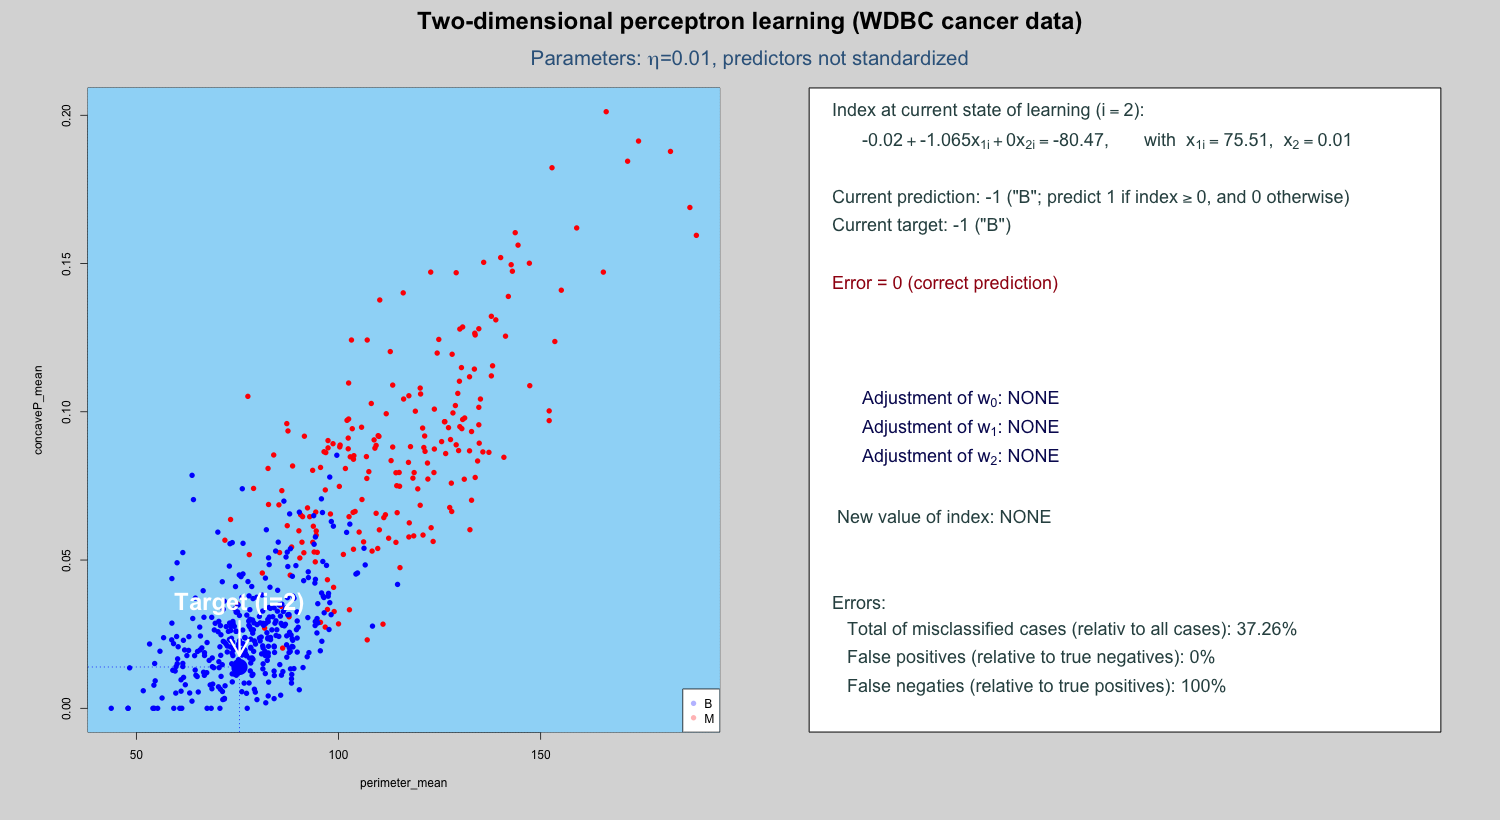 Two-dimensional perceptron learning (WDBC cancer data)
Parameters: η=0.01, predictors not standardized
0.20
0.15
0.10
0.05
0.00
concaveP_mean
Target (i=2)
B
M
50
100
150
perimeter_mean
Index at current state of learning (i = 2):
-0.02 + -1.065x1i + 0x2i = -80.47, with x1i = 75.51, x2 = 0.01
Current prediction: -1 ("B"; predict 1 if index ≥ 0, and 0 otherwise)
Current target: -1 ("B")
Error = 0 (correct prediction)
Adjustment of w0: NONE
Adjustment of w1: NONE
Adjustment of w2: NONE
New value of index: NONE
Errors:
Total of misclassified cases (relativ to all cases): 37.26%
False positives (relative to true negatives): 0%
False negaties (relative to true positives): 100%